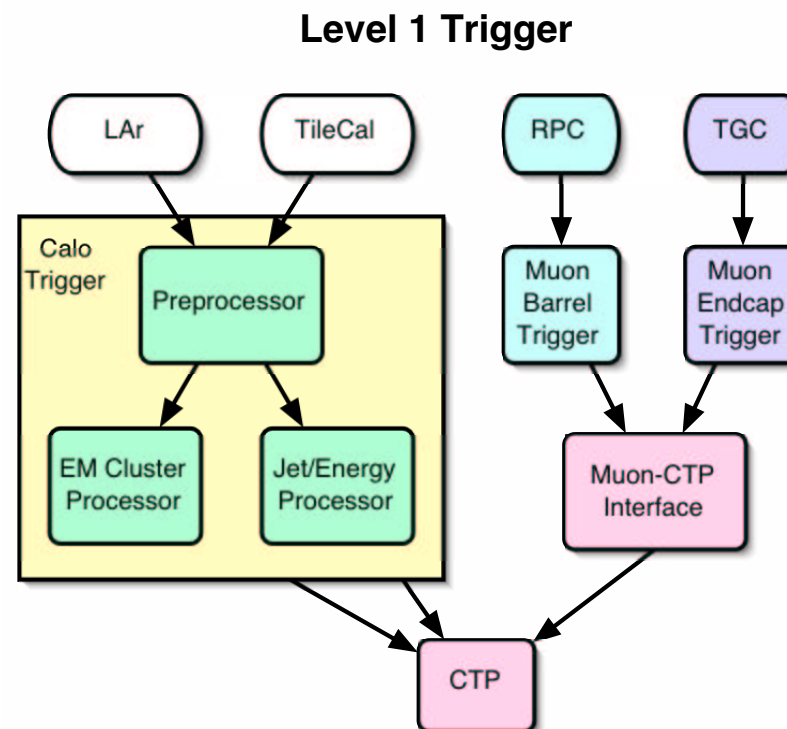 Level 1 Trigger
LAr
TileCal
RPC
TGC
Calo
Trigger
Preprocessor
Muon
Barrel
Trigger
Muon
Endcap
Trigger
EM Cluster
Processor
Jet/Energy
Processor
Muon-CTP
Interface
CTP